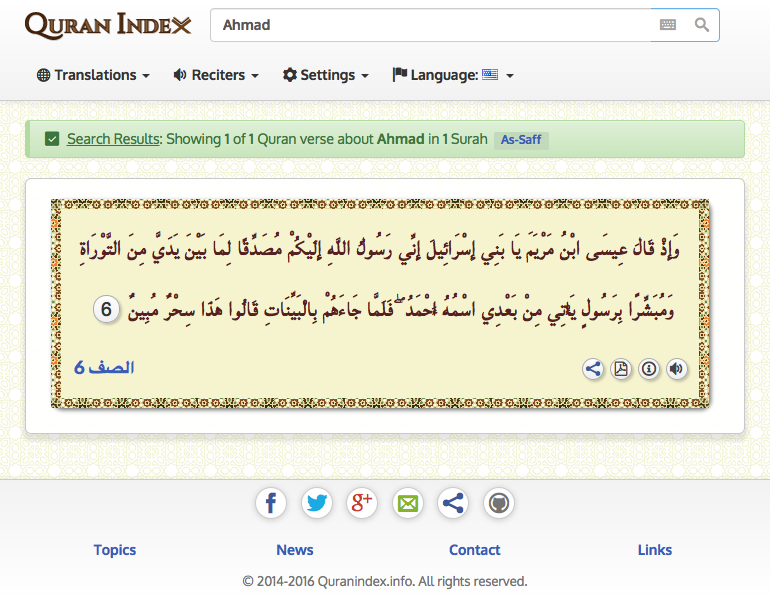 QURAN INDEX
Ahmad
Translations Reciters Settings Language:
Search Results: Showing 1 of 1 Quran verse about Ahmad in 1 Surah As-Saff
وَإِذْ قَالَ عِيسَى ابْنُ مَرْيَمَ يَا بَنِي إِسْرَائِيلَ إِنِّي رَسُولُ اللَّهِ إِلَيْكُمْ مُصَدِّقًا لِمَا بَيْنَ يَدَيَّ مِنَ التَّوْرَاةِ
وَمُبَشِّرًا بِرَسُولٍ يَأْتِي مِنْ بَعْدِي اسْمُهُ أَحْمَدُ ۖ فَلَمَّا جَاءَهُمْ بِالْبَيِّنَاتِ قَالُوا هَذَا سِحْرٌ مُبِينٌ 6
الصف 6
Topics News Contact Links
© 2014-2016 Quranindex.info. All rights reserved.